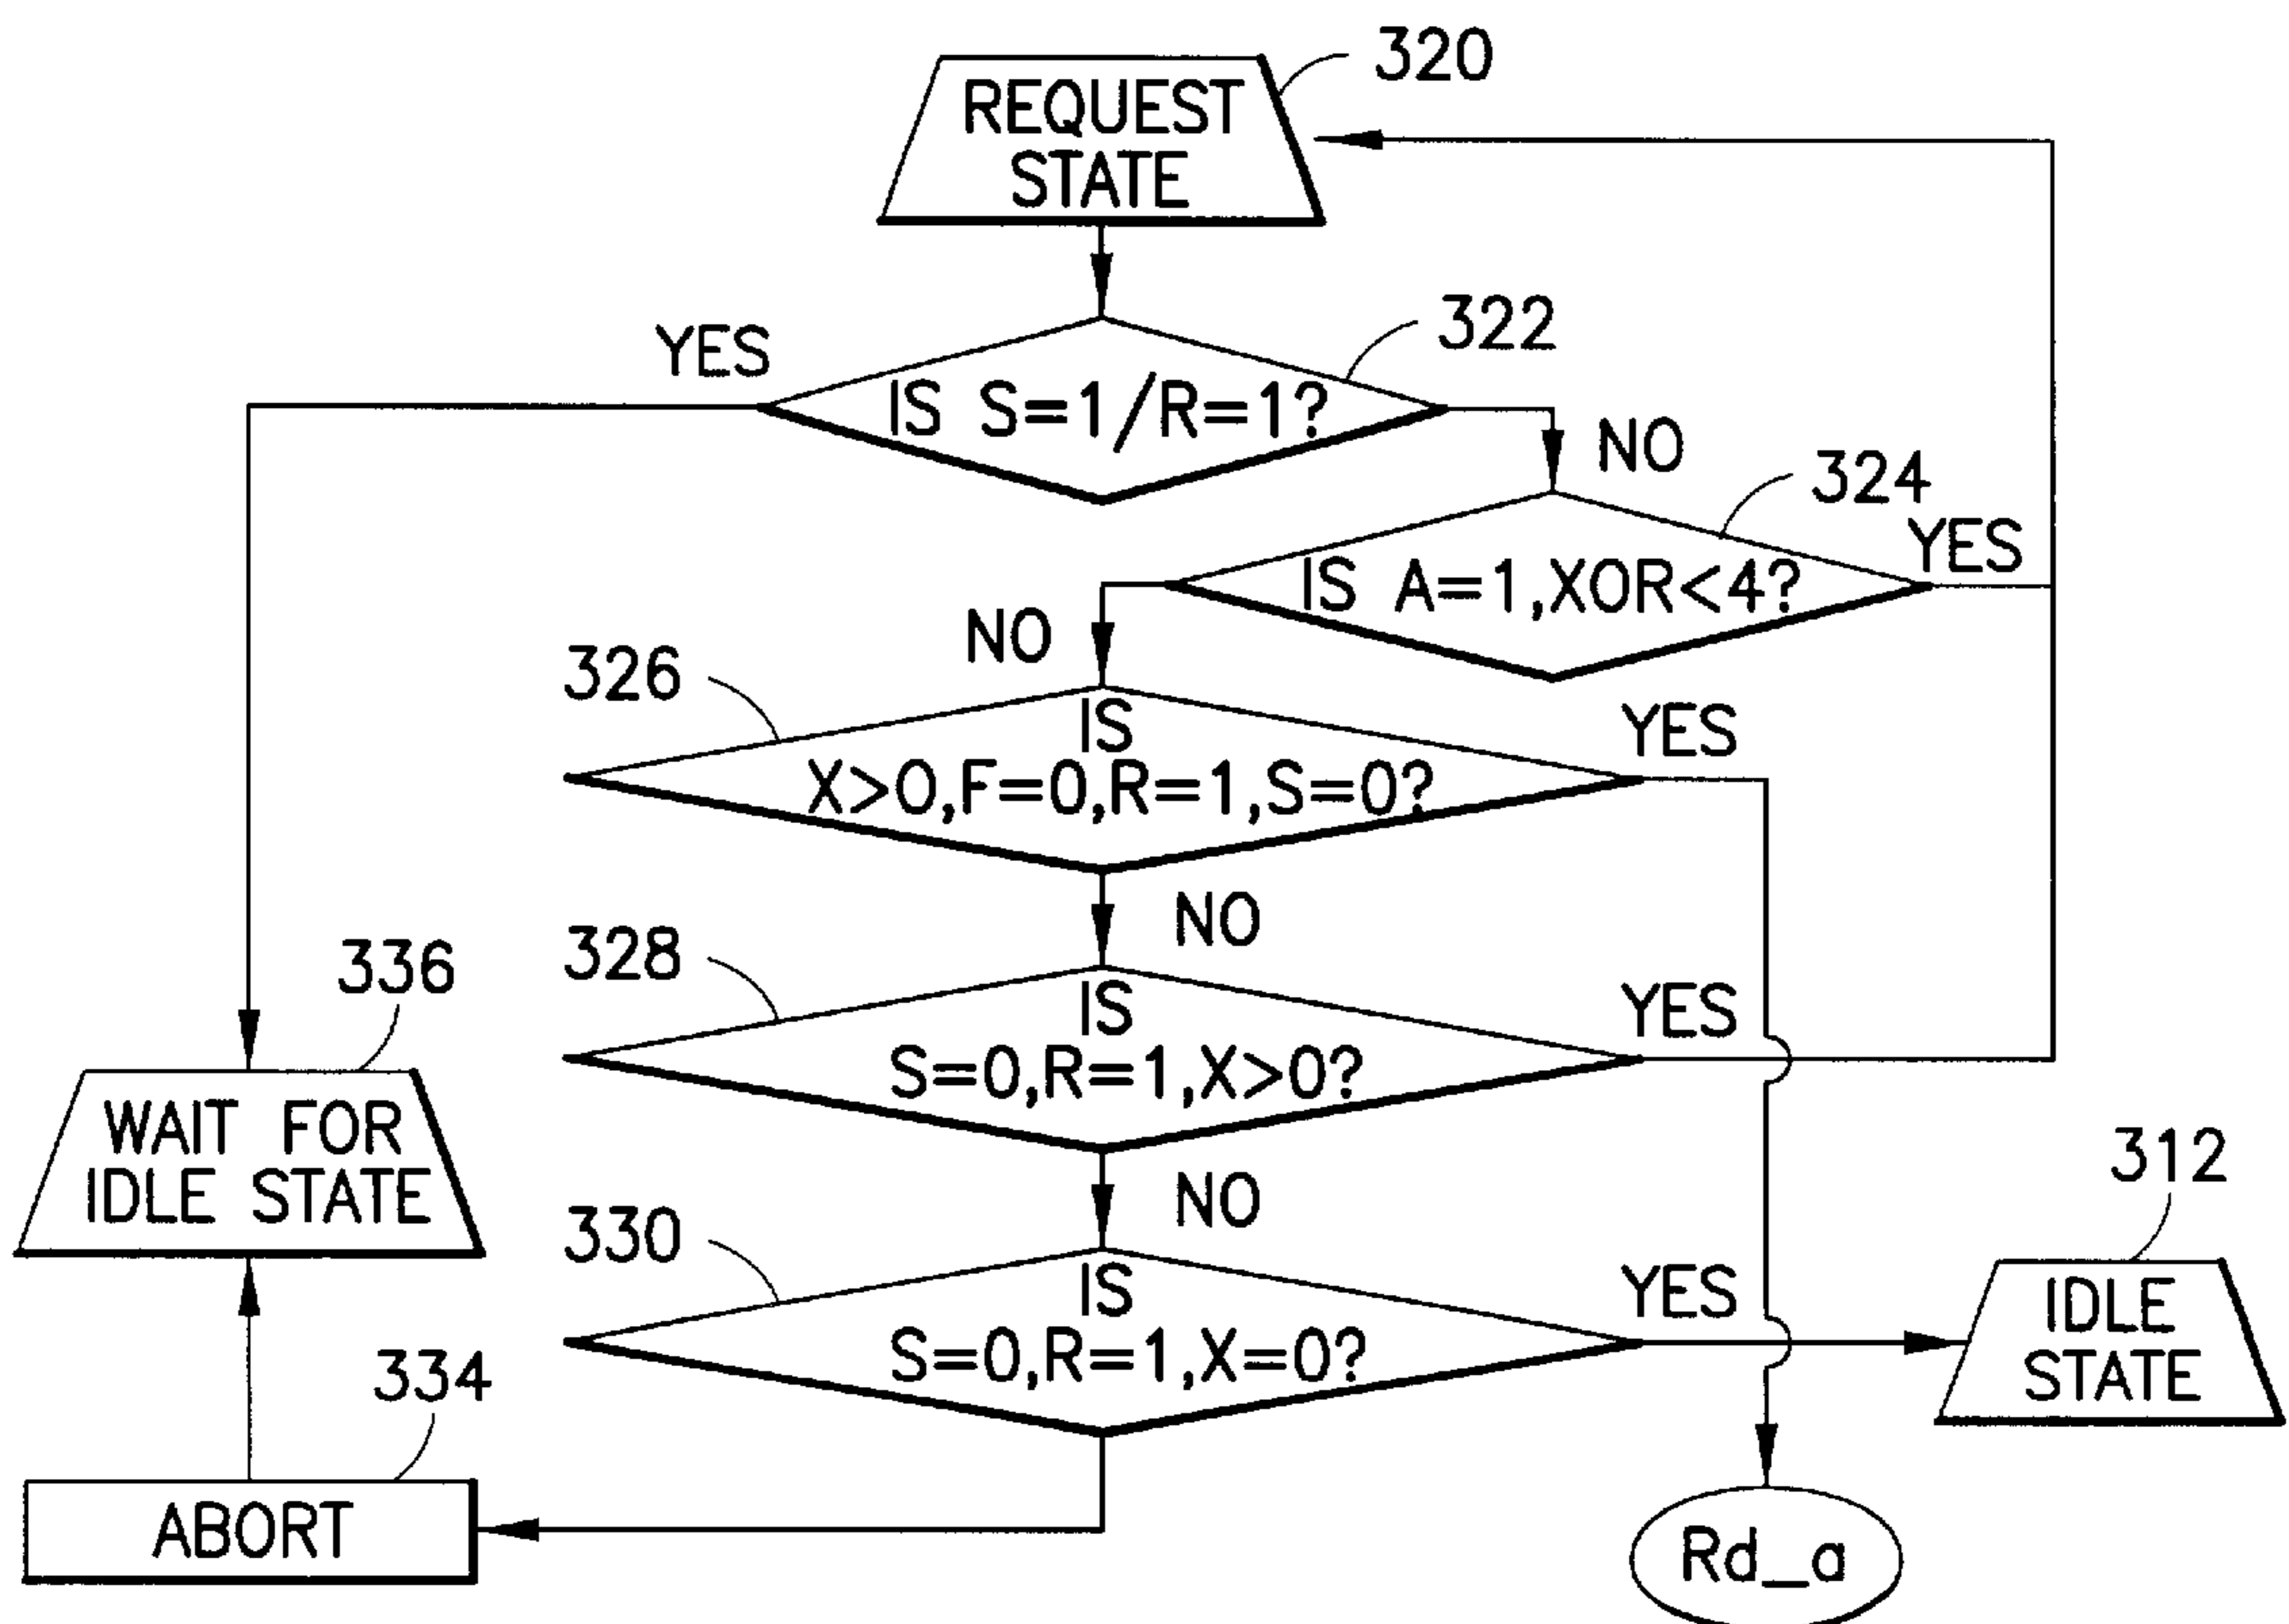 320
REQUEST
STATE
322
YES
IS S=1/R=1?
NO
324
YES
IS A=1,XOR<4?
NO
326
IS
YES
X>0,F=0,R=1,S=0?
NO
328
IS
YES
S=0,R=1,X>0?
336
WAIT FOR
IDLE STATE
NO
312
330
IS
YES
S=0,R=1,X=0?
IDLE
STATE
334
ABORT
Rd_a